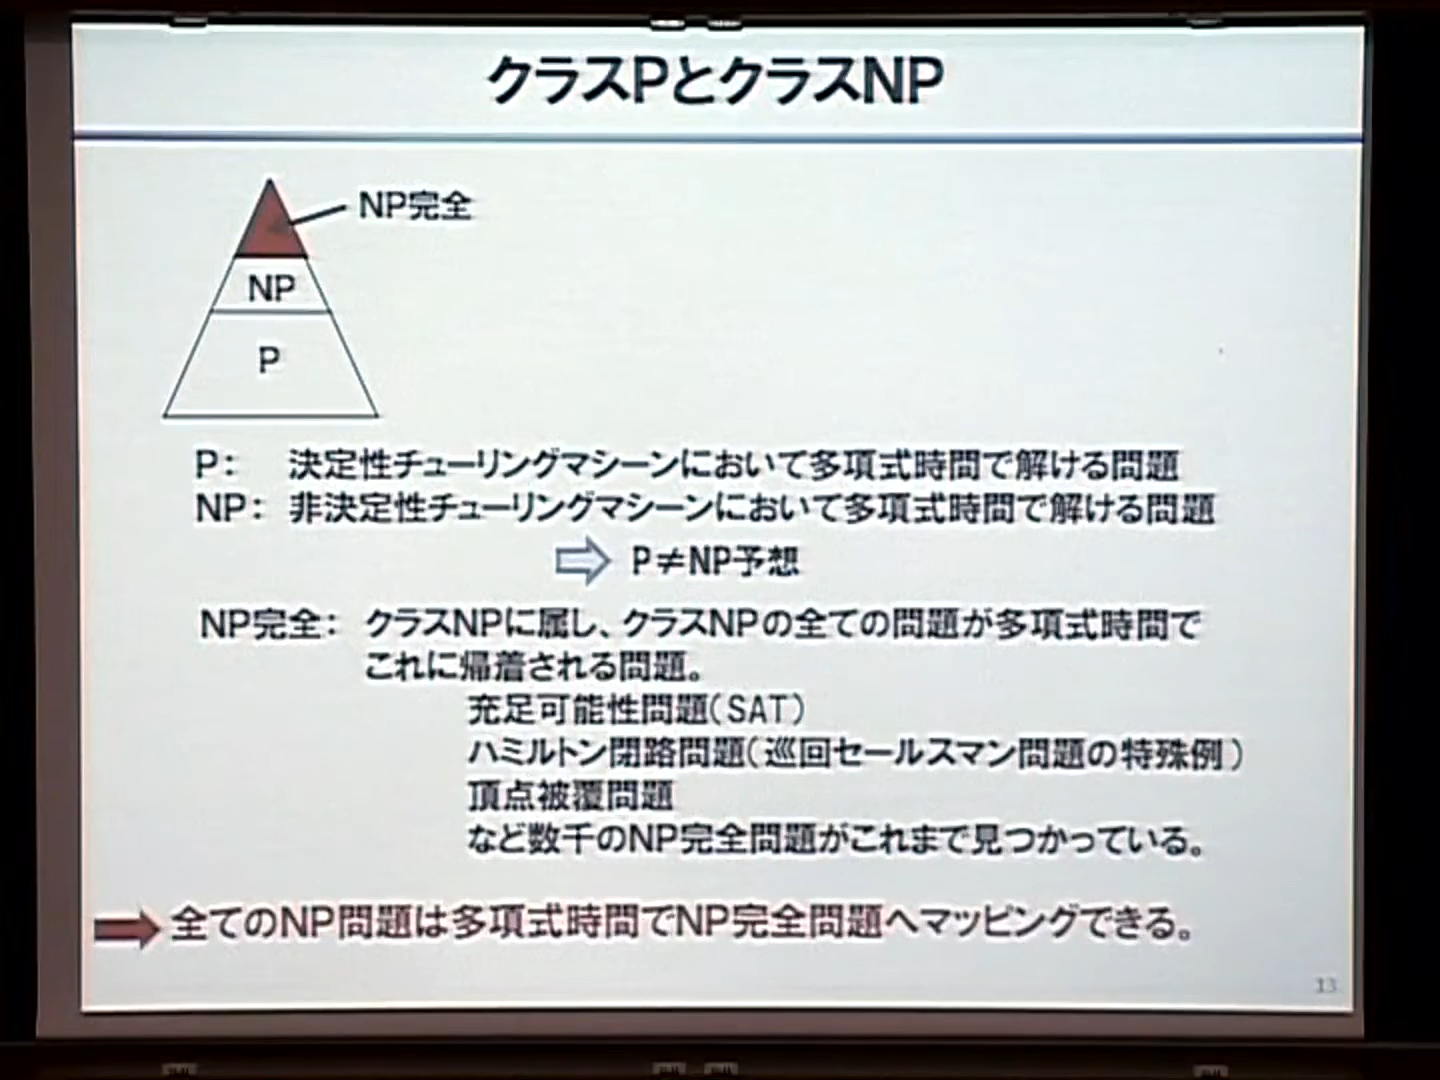 クラスPとクラスNP
NP完全
NP
P
P： 決定性チューリングマシーンにおいて多項式時間で解ける問題
NP： 非決定性チューリングマシーンにおいて多項式時間で解ける問題
P≠NP予想
NP完全： クラスNPに属し、クラスNPの全ての問題が多項式時間で
これに帰着される問題。
充足可能性問題（SAT）
ハミルトン閉路問題（巡回セールスマン問題の特殊例）
頂点被覆問題
など数千のNP完全問題がこれまで見つかっている。
全てのNP問題は多項式時間でNP完全問題へマッピングできる。
13